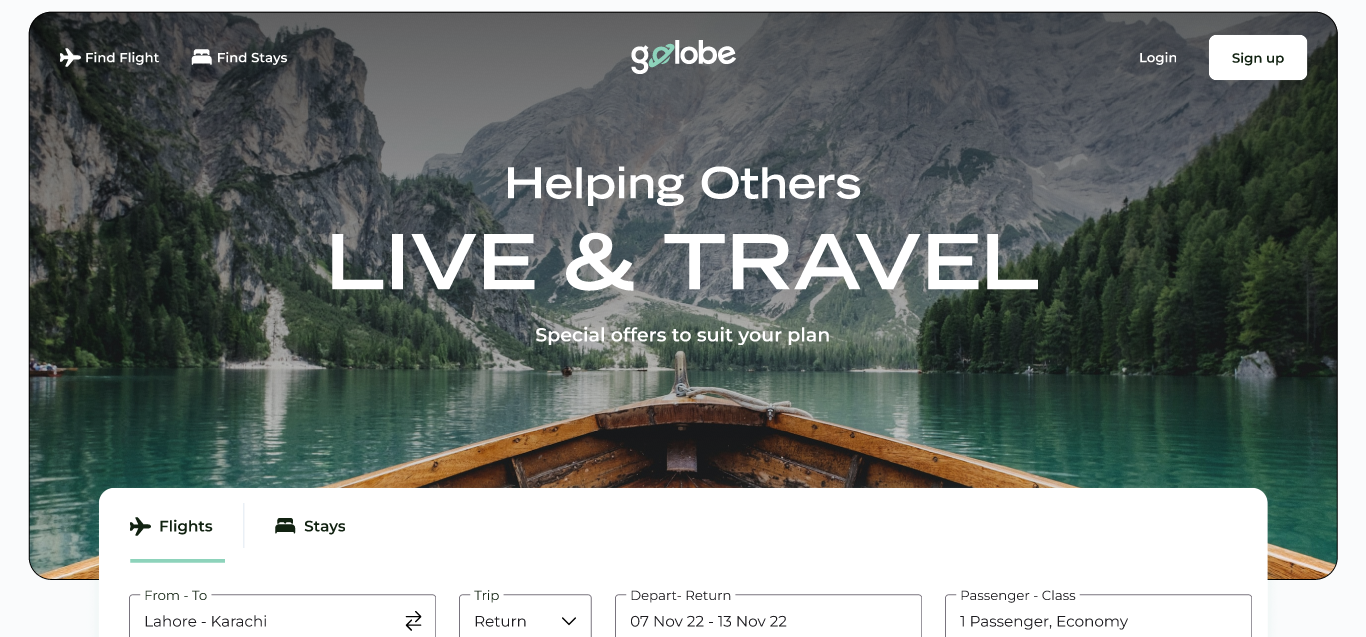 Find Flight
Find Stays
golobe
Login
Sign up
Helping Others
LIVE & TRAVEL
Special offers to suit your plan
Flights
Stays
From - To
Lahore - Karachi
Trip
Return
Depart- Return
07 Nov 22 - 13 Nov 22
Passenger - Class
1 Passenger, Economy